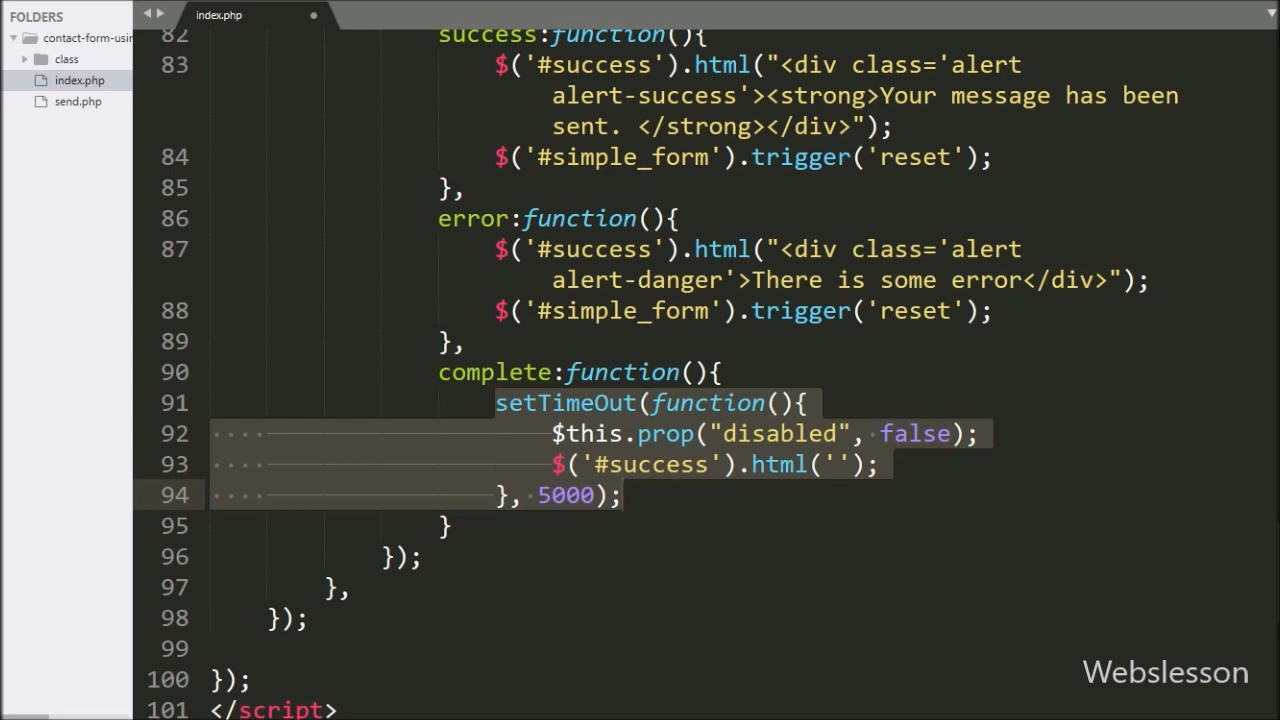 FOLDERS
contact-form-usin
class
index.php
send.php
index.php
82 success:function(){
83 $('#success').html("<div class='alert
alert-success'><strong>Your message has been
sent. </strong></div>");
84 $('#simple_form').trigger('reset');
85 },
86 error:function(){
87 $('#success').html("<div class='alert
alert-danger'>There is some error</div>");
88 $('#simple_form').trigger('reset');
89 },
90 complete:function(){
91 setTimeOut(function(){
92 $this.prop("disabled", false);
93 $('#success').html('');
94 }, 5000);
95 }
96 });
97 },
98 });
99
100 });
101 </script>
Webslesson